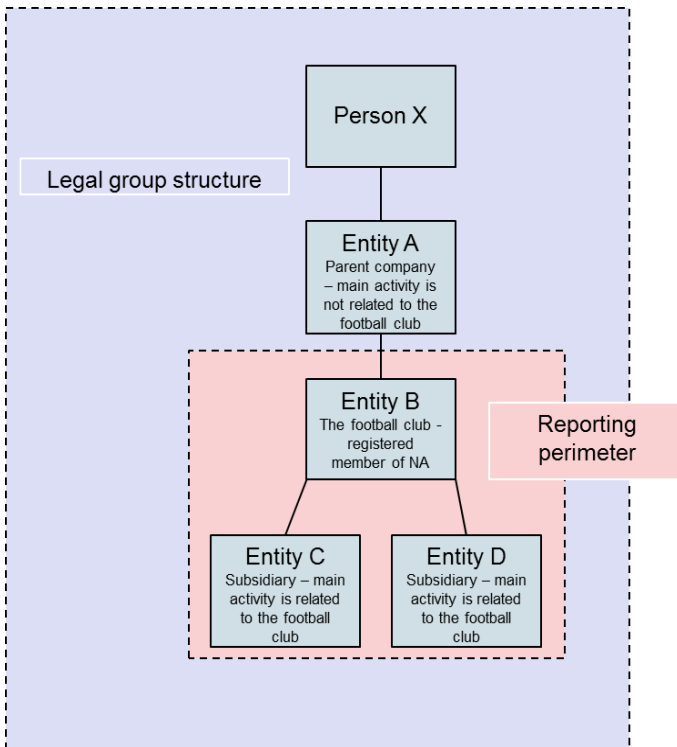 Person X
Legal group structure
Entity A
Parent company
– main activity is
not related to the
football club
Entity B
The football club -
registered
member of NA
Reporting
perimeter
Entity C
Subsidiary – main
activity is related
to the football
club
Entity D
Subsidiary – main
activity is related
to the football
club